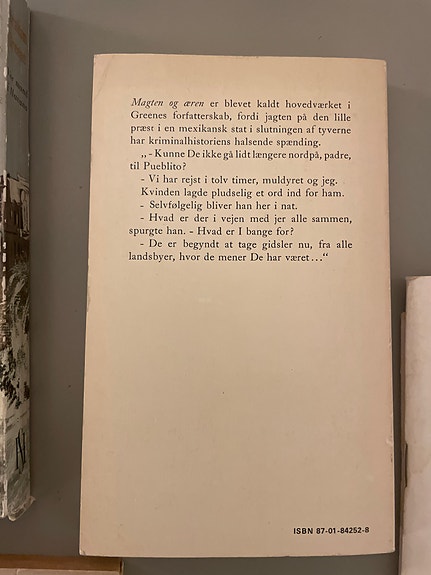 Magten og æren er blevet kaldt hovedværket i
Greenes forfatterskab, fordi jagten på den lille
præst i en mexikansk stat i slutningen af tyverne
har kriminalhistoriens halsende spænding.
„ - Kunne De ikke gå lidt længere nordpå, padre,
til Pueblito?
- Vi har rejst i tolv timer, muldyret og jeg.
Kvinden lagde pludselig et ord ind for ham.
- Selvfølgelig bliver han her i nat.
- Hvad er der i vejen med jer alle sammen,
spurgte han. - Hvad er I bange for?
- De er begyndt at tage gidsler nu, fra alle
landsbyer, hvor de mener De har været...“
ISBN 87-01-84252-8